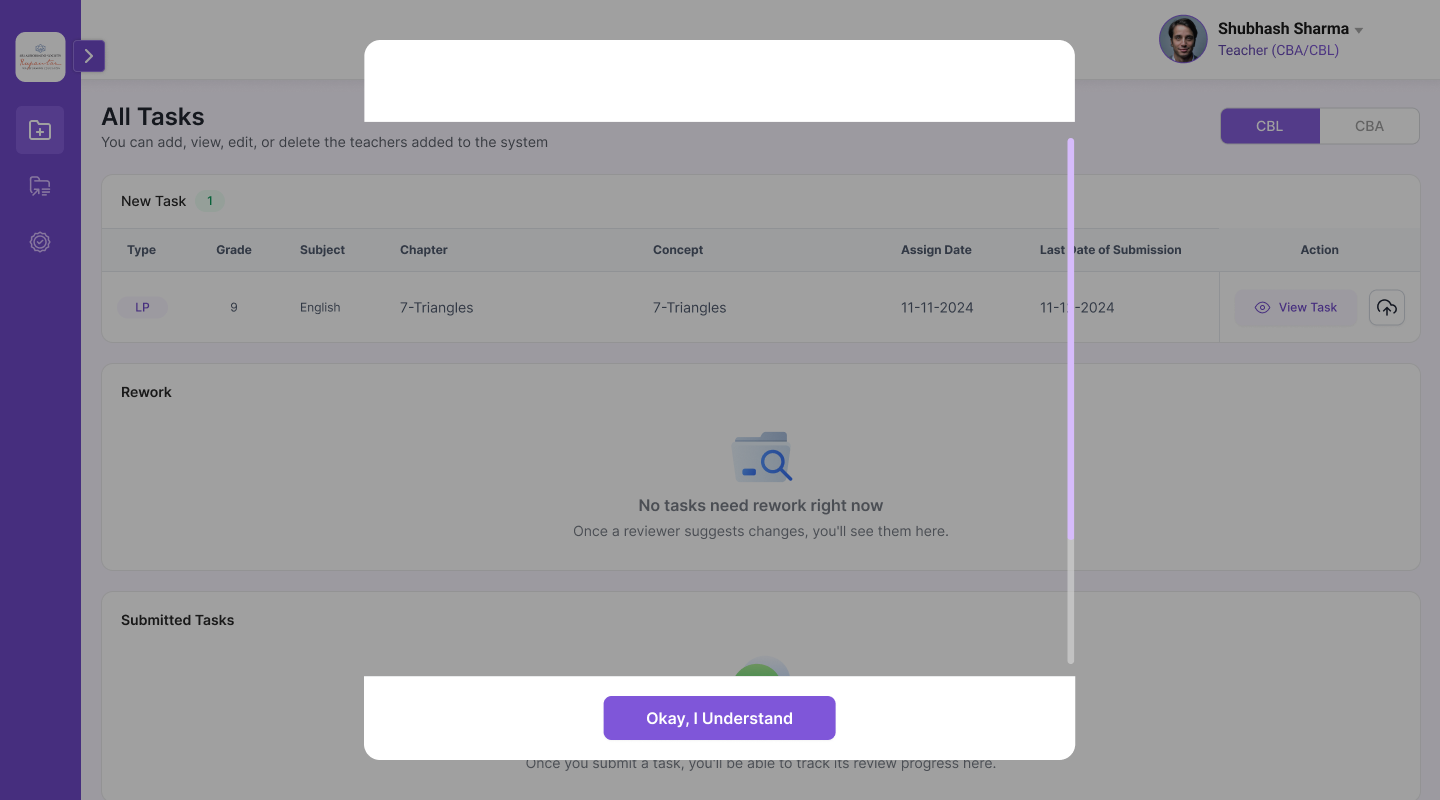 Shubhash Sharma
Teacher (CBA/CBL)
All Tasks
You can add, view, edit, or delete the teachers added to the system
CBL CBA
New Task 1
Type Grade Subject Chapter Concept Assign Date Last Date of Submission Action
LP 9 English 7-Triangles 7-Triangles 11-11-2024 View Task
Rework
No tasks need rework right now
Once a reviewer suggests changes, you'll see them here.
Submitted Tasks
Okay, I Understand
Once you submit a task, you'll be able to track its review progress here.